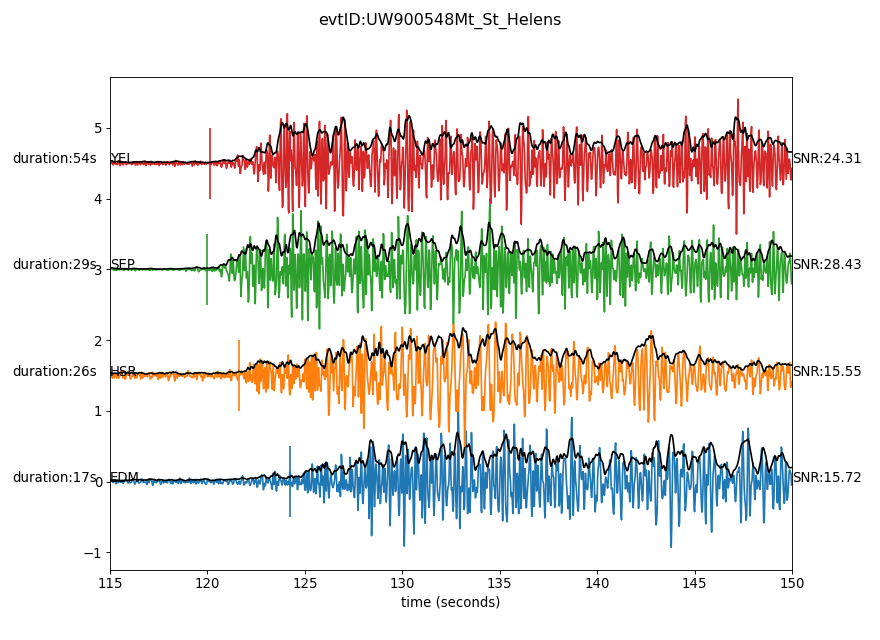 evtID:UW900548Mt_St_Helens
5
duration:54s YEL SNR:24.31
4
duration:29s 3 SEP SNR:28.43
2
duration:26s HSR SNR:15.55
1
duration:17s 0 EDM SNR:15.72
−1
115 120 125 130 135 140 145 150
time (seconds)